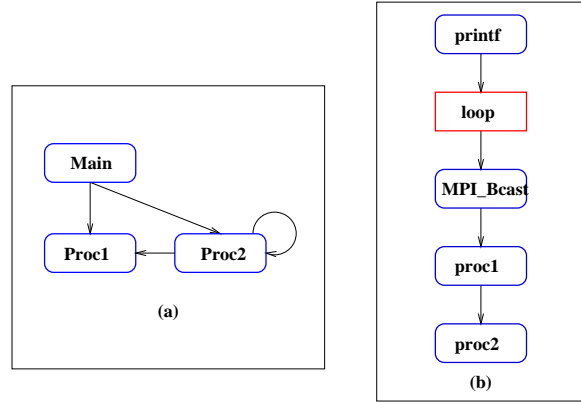 Main
Proc1
Proc2
(a)
printf
loop
MPI_Bcast
proc1
proc2
(b)